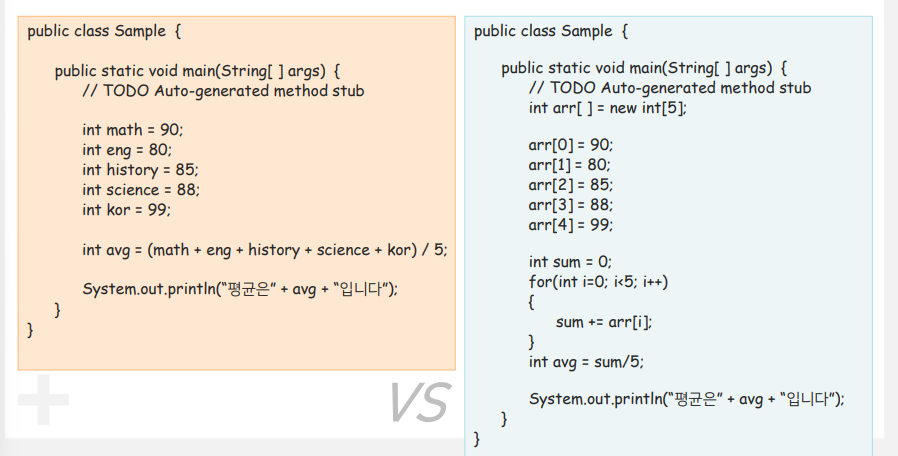 public class Sample {
public static void main(String[ ] args) {
// TODO Auto-generated method stub
int math = 90;
int eng = 80;
int history = 85;
int science = 88;
int kor = 99;
int avg = (math + eng + history + science + kor) / 5;
System.out.println(“평균은” + avg + “입니다”);
}
}
VS
public class Sample {
public static void main(String[ ] args) {
// TODO Auto-generated method stub
int arr[ ] = new int[5];
arr[0] = 90;
arr[1] = 80;
arr[2] = 85;
arr[3] = 88;
arr[4] = 99;
int sum = 0;
for(int i=0; i<5; i++)
{
sum += arr[i];
}
int avg = sum/5;
System.out.println(“평균은” + avg + “입니다”);
}
}